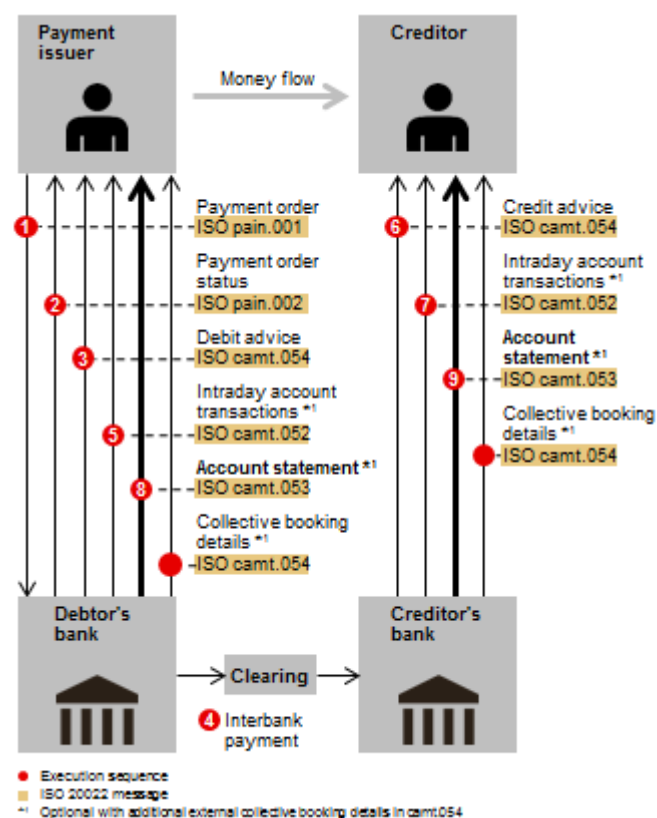 Payment
issuer
Creditor
Money flow
Payment order
1
ISO pain.001
Payment order
status
2
ISO pain.002
Debit advice
3
ISO camt.054
Intraday account
transactions *¹
5
ISO camt.052
Account statement *¹
8
ISO camt.053
Collective booking
details *¹
ISO camt.054
Credit advice
6
ISO camt.054
Intraday account
transactions *¹
7
ISO camt.052
Account
statement *¹
9
ISO camt.053
Collective booking
details *¹
ISO camt.054
Debtor's
bank
Clearing
4 Interbank
payment
Creditor's
bank
Execution sequence
ISO 20022 message
*¹ Optional with additional external collective booking details in camt.054